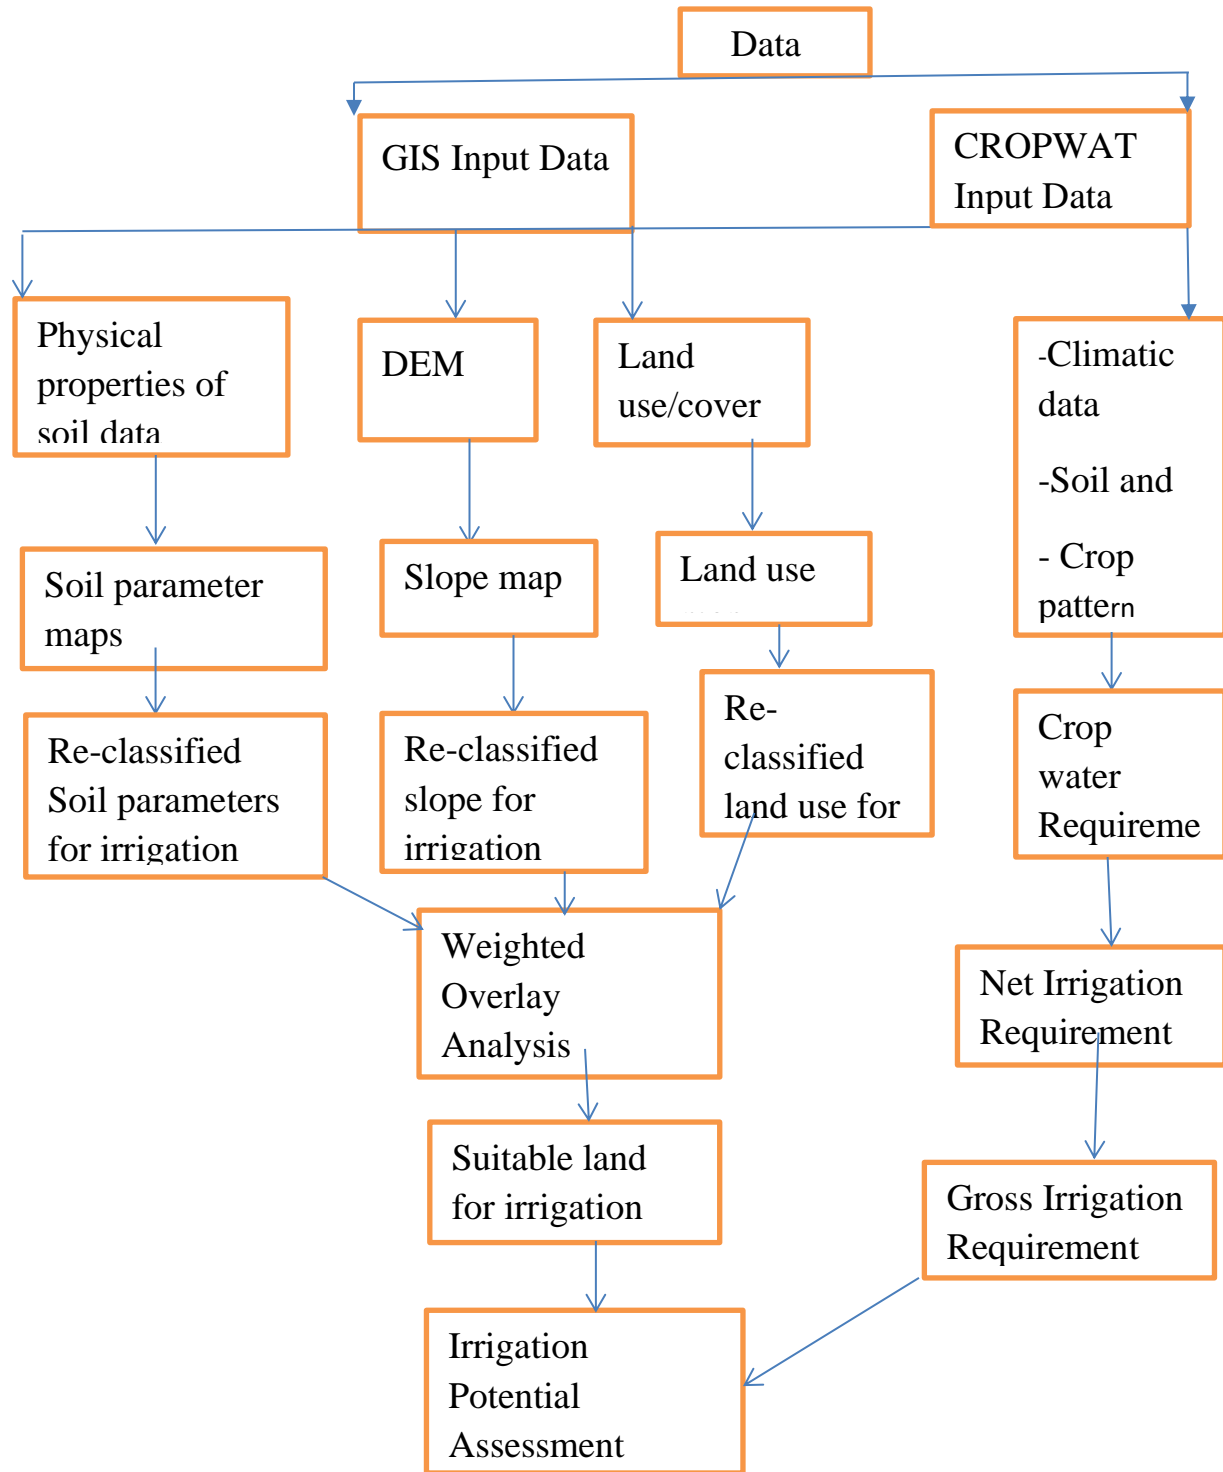 Data
GIS Input Data
CROPWAT
Input Data
Physical
properties of
soil data
DEM
Land
use/cover
-Climatic
data
-Soil and
- Crop
pattern
Soil parameter
maps
Slope map
Land use
Re-classified
Soil parameters
for irrigation
Re-classified
slope for
irrigation
Re-
classified
land use for
Crop
water
Requireme
Weighted
Overlay
Analysis
Net Irrigation
Requirement
Suitable land
for irrigation
Gross Irrigation
Requirement
Irrigation
Potential
Assessment